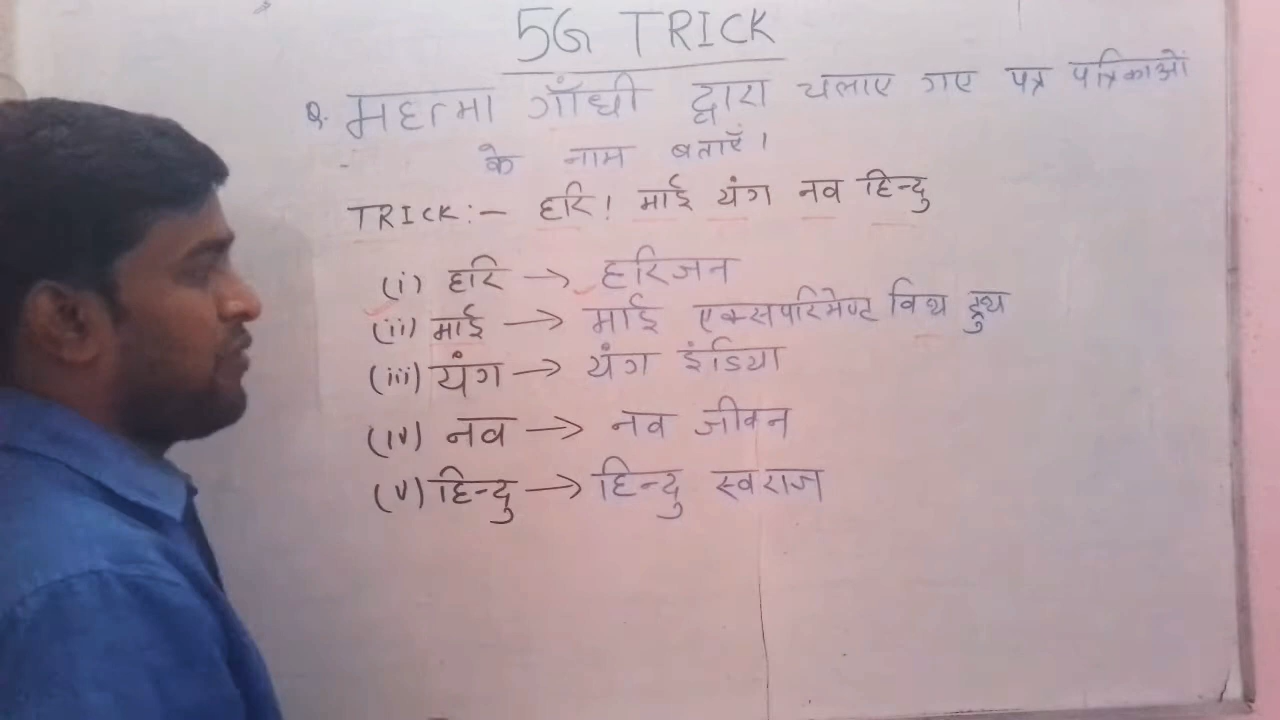 5G TRICK
Q. महत्मा गाँधी द्वारा चलाए गए पत्र पत्रिकाओं
के नाम बताएँ।
TRICK:- हरि! माई यंग नव हिन्दु
(i) हरि → हरिजन
(ii) माई → माई एक्सपरिमेण्ट विथ ट्रुथ
(iii) यंग → यंग इंडिया
(iv) नव → नव जीवन
(v) हिन्दु → हिन्दु स्वराज